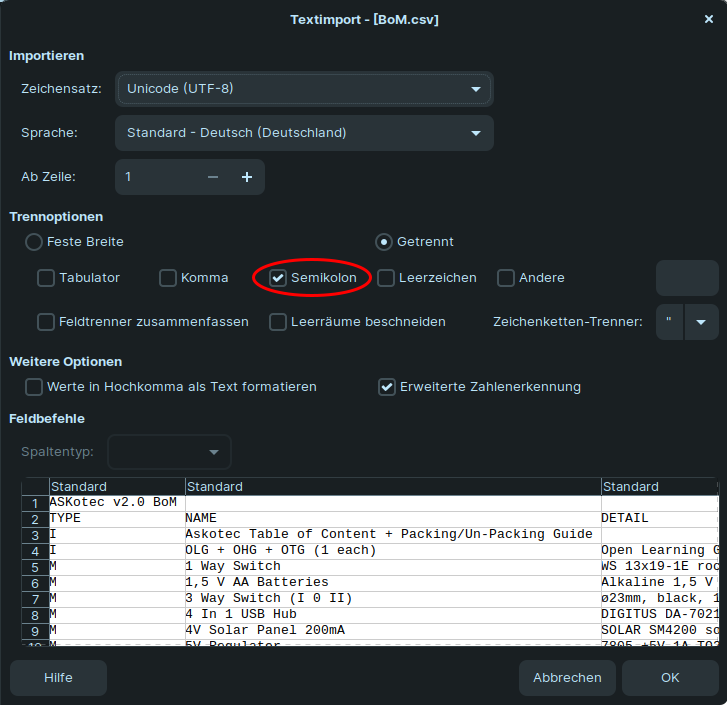 Textimport - [BoM.csv]
Importieren
Zeichensatz: Unicode (UTF-8)
Sprache: Standard - Deutsch (Deutschland)
Ab Zeile: 1
Trennoptionen
Feste Breite Getrennt
Tabulator Komma Semikolon Leerzeichen Andere
Feldtrenner zusammenfassen Leerräume beschneiden Zeichenketten-Trenner: "
Weitere Optionen
Werte in Hochkomma als Text formatieren Erweiterte Zahlenerkennung
Feldbefehle
Spaltentyp:
Standard Standard Standard
1 ASKotec v2.0 BoM
2 TYPE NAME DETAIL
3 I Askotec Table of Content + Packing/Un-Packing Guide
4 I OLG + OHG + OTG (1 each) Open Learning G
5 M 1 Way Switch WS 13x19-1E roc
6 M 1,5 V AA Batteries Alkaline 1,5 V
7 M 3 Way Switch (I 0 II) ø23mm, black, 1
8 M 4 In 1 USB Hub DIGITUS DA-7021
9 M 4V Solar Panel 200mA SOLAR SM4200 so
10 M 5V Regulator 7805 +5V 1A
Hilfe Abbrechen OK